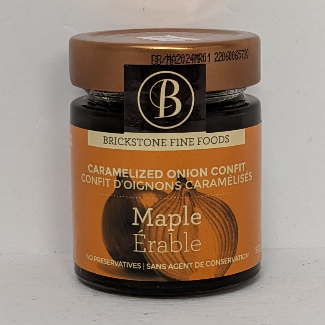 BB/MA2024MR01 22060065730
B
BRICKSTONE FINE FOODS
CARAMELIZED ONION CONFIT
CONFIT D'OIGNONS CARAMÉLISÉS
Maple
Érable
NO PRESERVATIVES | SANS AGENT DE CONSERVATION